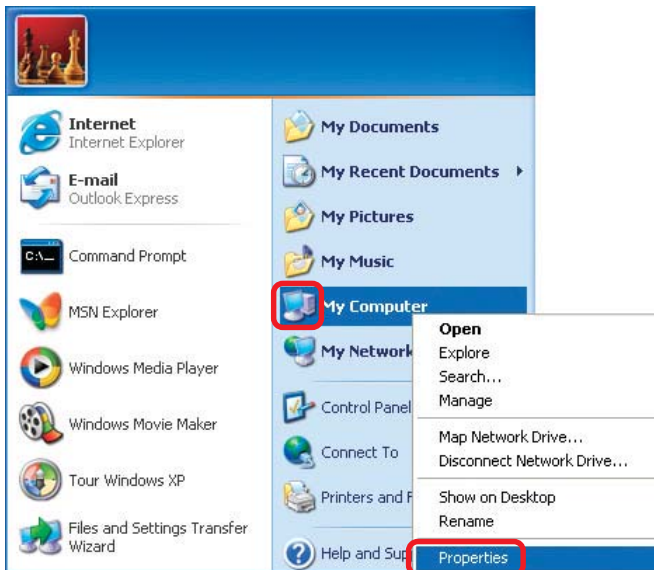 Internet
Internet Explorer
E-mail
Outlook Express
C:\_
Command Prompt
MSN Explorer
Windows Media Player
Windows Movie Maker
Tour Windows XP
Files and Settings Transfer
Wizard
My Documents
My Recent Documents
My Pictures
My Music
My Computer
My Network
Control Panel
Connect To
Printers and
Help and
Open
Explore
Search...
Manage
Map Network Drive...
Disconnect Network Drive...
Show on Desktop
Rename
Properties